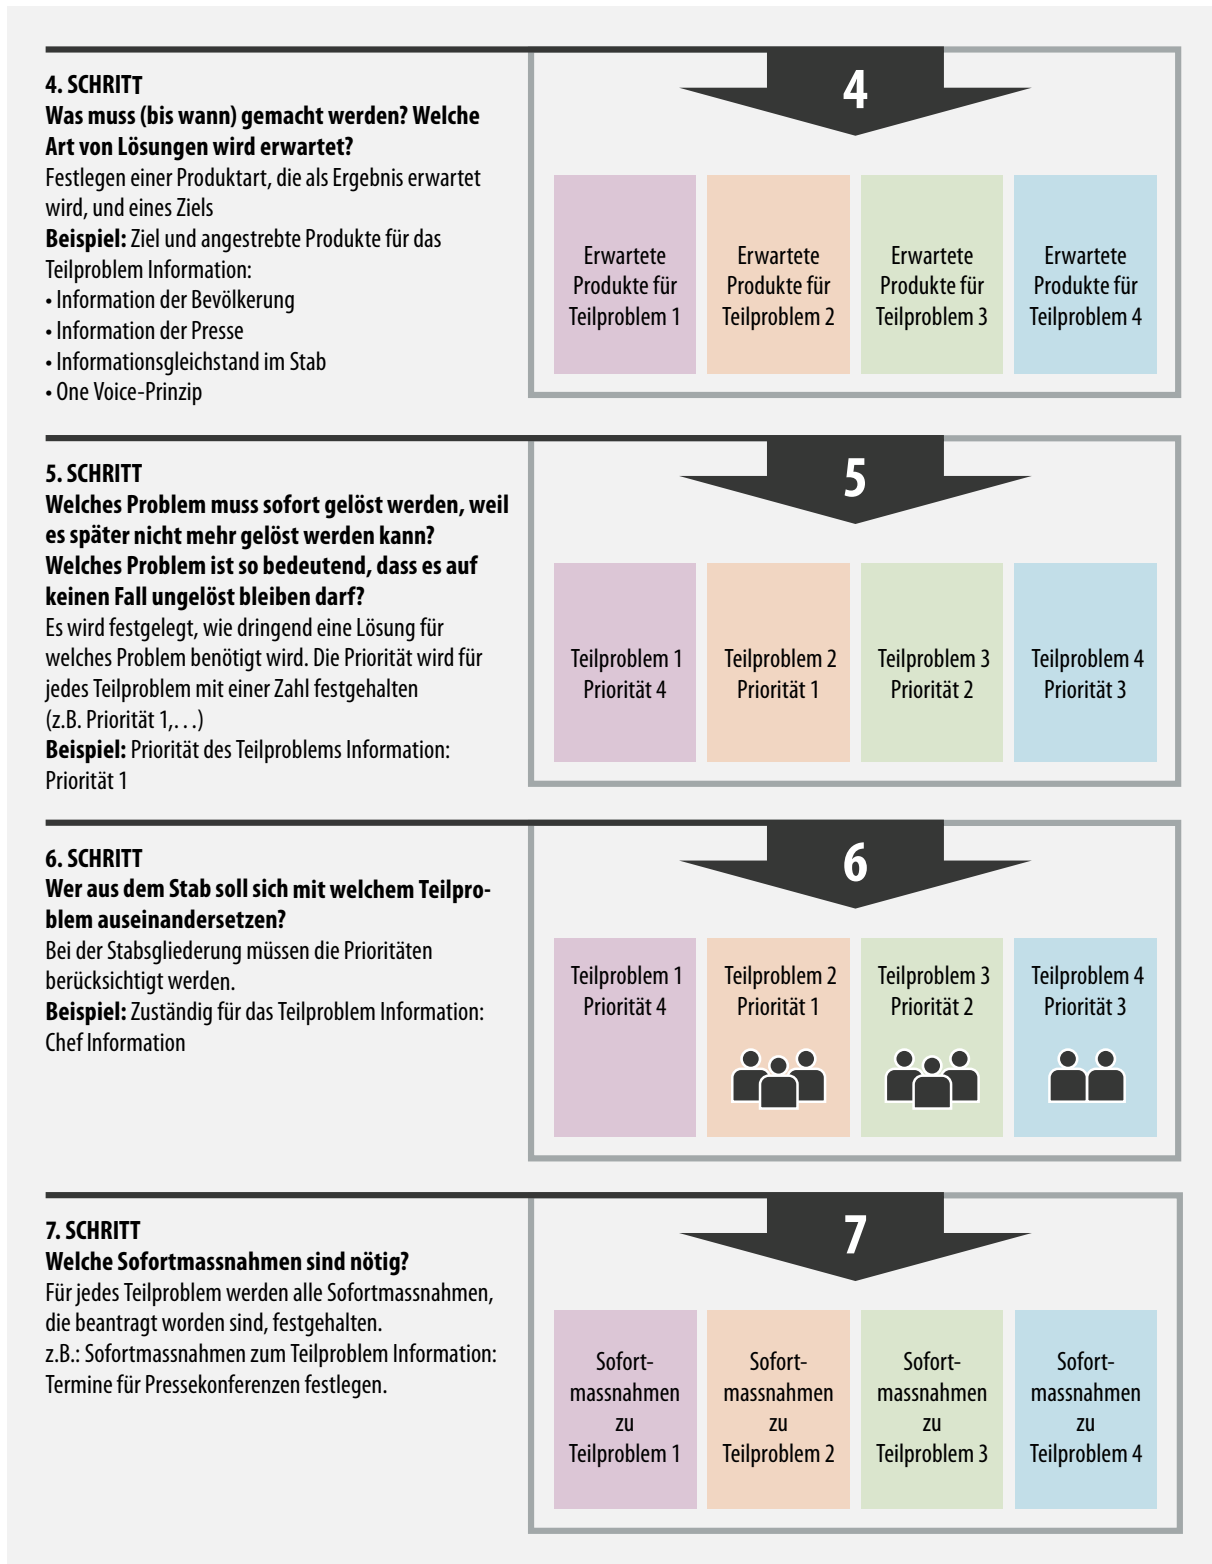 4. SCHRITT
Was muss (bis wann) gemacht werden? Welche
Art von Lösungen wird erwartet?
Festlegen einer Produktart, die als Ergebnis erwartet
wird, und eines Ziels
Beispiel: Ziel und angestrebte Produkte für das
Teilproblem Information:
• Information der Bevölkerung
• Information der Presse
• Informationsgleichstand im Stab
• One Voice-Prinzip
4
Erwartete
Produkte für
Teilproblem 1
Erwartete
Produkte für
Teilproblem 2
Erwartete
Produkte für
Teilproblem 3
Erwartete
Produkte für
Teilproblem 4
5. SCHRITT
Welches Problem muss sofort gelöst werden, weil
es später nicht mehr gelöst werden kann?
Welches Problem ist so bedeutend, dass es auf
keinen Fall ungelöst bleiben darf?
Es wird festgelegt, wie dringend eine Lösung für
welches Problem benötigt wird. Die Priorität wird für
jedes Teilproblem mit einer Zahl festgehalten
(z.B. Priorität 1,…)
Beispiel: Priorität des Teilproblems Information:
Priorität 1
5
Teilproblem 1
Priorität 4
Teilproblem 2
Priorität 1
Teilproblem 3
Priorität 2
Teilproblem 4
Priorität 3
6. SCHRITT
Wer aus dem Stab soll sich mit welchem Teilpro-
blem auseinandersetzen?
Bei der Stabsgliederung müssen die Prioritäten
berücksichtigt werden.
Beispiel: Zuständig für das Teilproblem Information:
Chef Information
6
Teilproblem 1
Priorität 4
Teilproblem 2
Priorität 1
Teilproblem 3
Priorität 2
Teilproblem 4
Priorität 3
7. SCHRITT
Welche Sofortmassnahmen sind nötig?
Für jedes Teilproblem werden alle Sofortmassnahmen,
die beantragt worden sind, festgehalten.
z.B.: Sofortmassnahmen zum Teilproblem Information:
Termine für Pressekonferenzen festlegen.
7
Sofort-
massnahmen
zu
Teilproblem 1
Sofort-
massnahmen
zu
Teilproblem 2
Sofort-
massnahmen
zu
Teilproblem 3
Sofort-
massnahmen
zu
Teilproblem 4